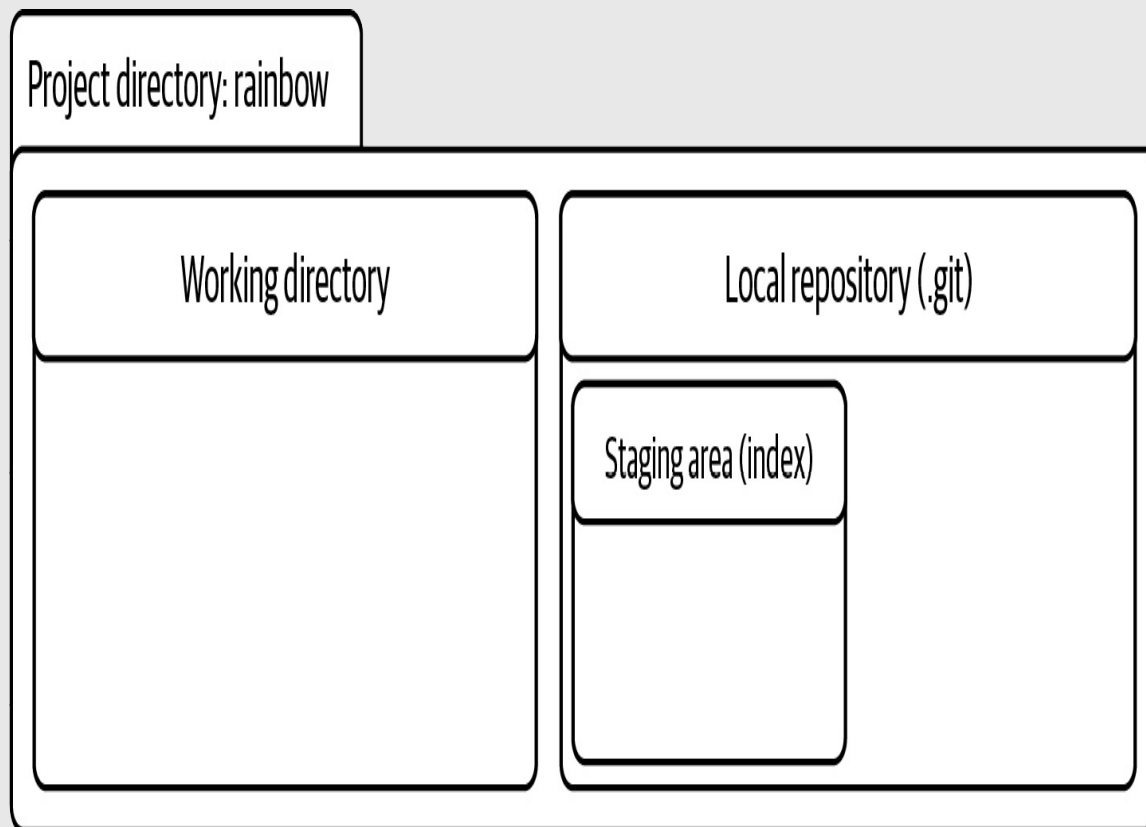 Project directory: rainbow
Working directory
Local repository (.git)
Staging area (index)